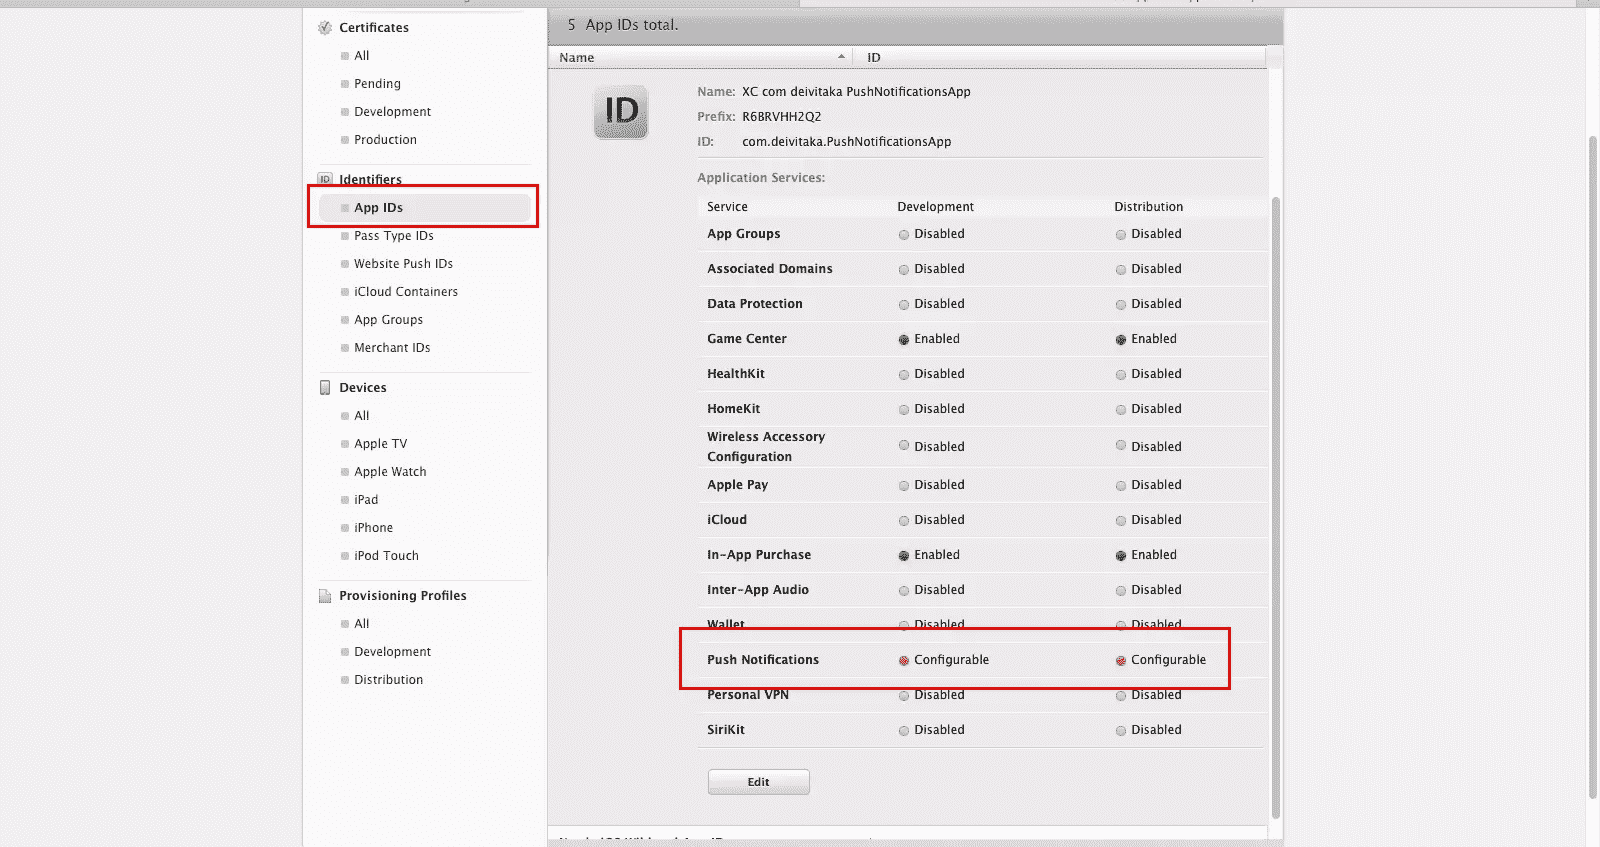 Certificates
All
Pending
Development
Production
ID Identifiers
App IDs
Pass Type IDs
Website Push IDs
iCloud Containers
App Groups
Merchant IDs
Devices
All
Apple TV
Apple Watch
iPad
iPhone
iPod Touch
Provisioning Profiles
All
Development
Distribution
5 App IDs total.
Name ID
ID
Name: XC com deivitaka PushNotificationsApp
Prefix: R6BRVHH2Q2
ID: com.deivitaka.PushNotificationsApp
Application Services:
Service Development Distribution
App Groups Disabled Disabled
Associated Domains Disabled Disabled
Data Protection Disabled Disabled
Game Center Enabled Enabled
HealthKit Disabled Disabled
HomeKit Disabled Disabled
Wireless Accessory
Configuration Disabled Disabled
Apple Pay Disabled Disabled
iCloud Disabled Disabled
In-App Purchase Enabled Enabled
Inter-App Audio Disabled Disabled
Wallet Disabled Disabled
Push Notifications Configurable Configurable
Personal VPN Disabled Disabled
SiriKit Disabled Disabled
Edit